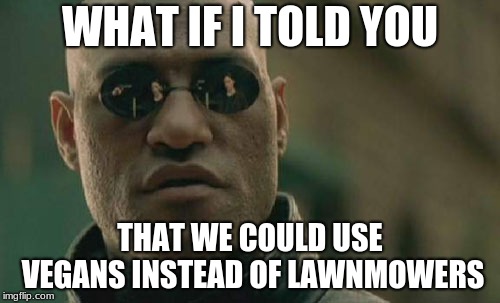 WHAT IF I TOLD YOU
THAT WE COULD USE
VEGANS INSTEAD OF LAWNMOWERS
imgflip.com